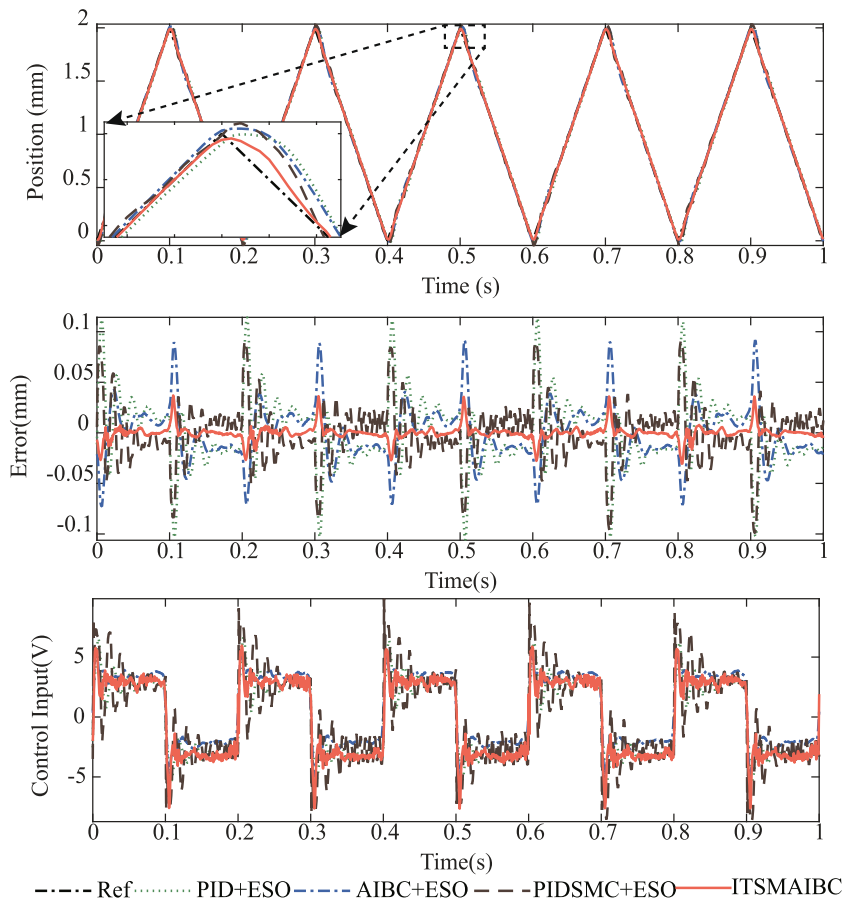 2
1
0.5
0
Position (mm)
0 0.1 0.2 0.3 0.4 0.5 0.6 0.7 0.8 0.9 1
Time (s)
0.1
0.05
0
-0.05
-0.1
Error(mm)
0 0.1 0.2 0.3 0.4 0.5 0.6 0.7 0.8 0.9 1
Time(s)
5
0
-5
Control Input(V)
0 0.1 0.2 0.3 0.4 0.5 0.6 0.7 0.8 0.9 1
Time(s)
Ref PID+ESO AIBC+ESO PIDSMC+ESO ITSMAIBC